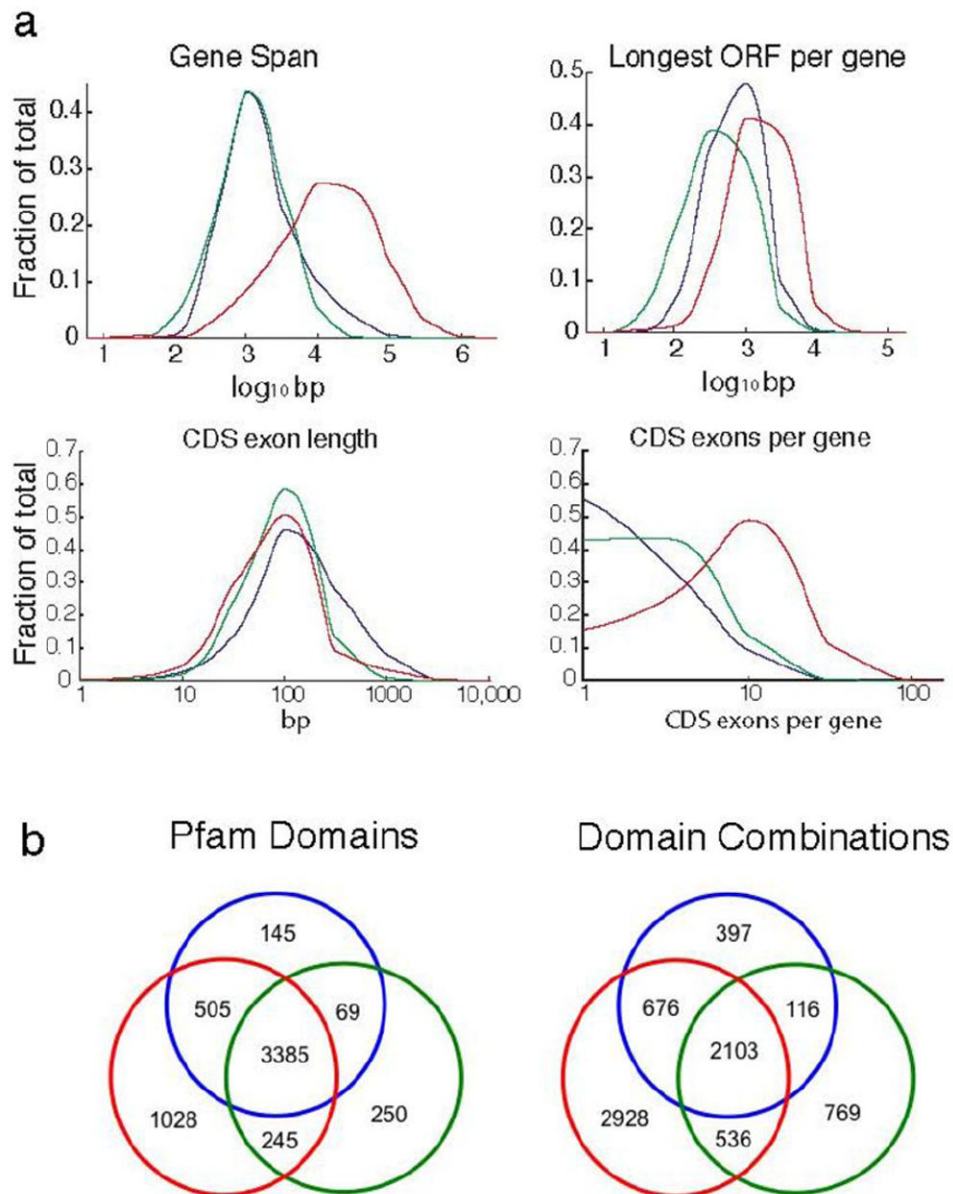 a
Gene Span
Fraction of total
0.4
0.3
0.2
0.1
0
1 2 3 4 5 6
log10 bp
Longest ORF per gene
0.5
0.4
0.3
0.2
0.1
0
1 2 3 4 5
log10 bp
CDS exon length
Fraction of total
0.7
0.6
0.5
0.4
0.3
0.2
0.1
0
1 10 100 1000 10,000
bp
CDS exons per gene
0.7
0.6
0.5
0.4
0.3
0.2
0.1
0
1 10 100
CDS exons per gene
b
Pfam Domains
145
505
69
3385
1028
250
245
Domain Combinations
397
676
116
2103
2928
769
536